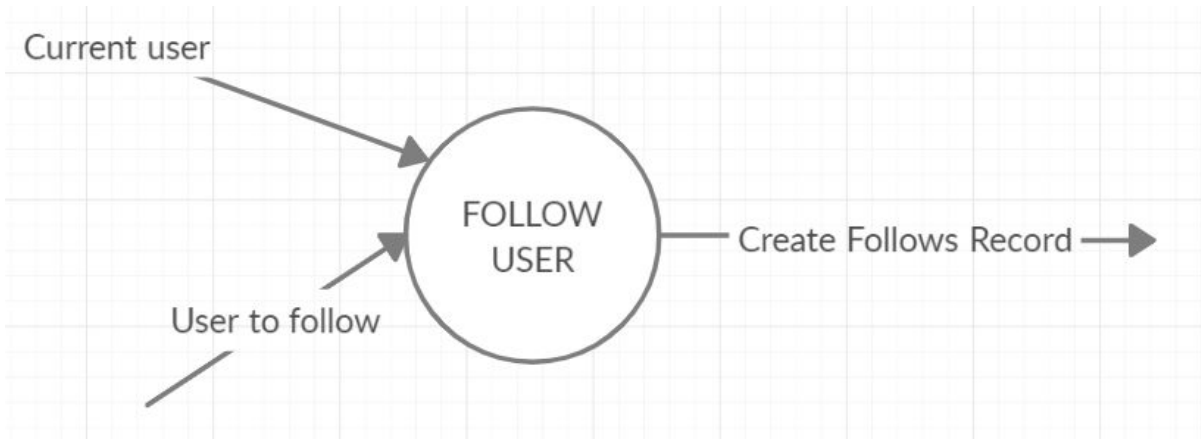 Current user
FOLLOW
USER
Create Follows Record
User to follow